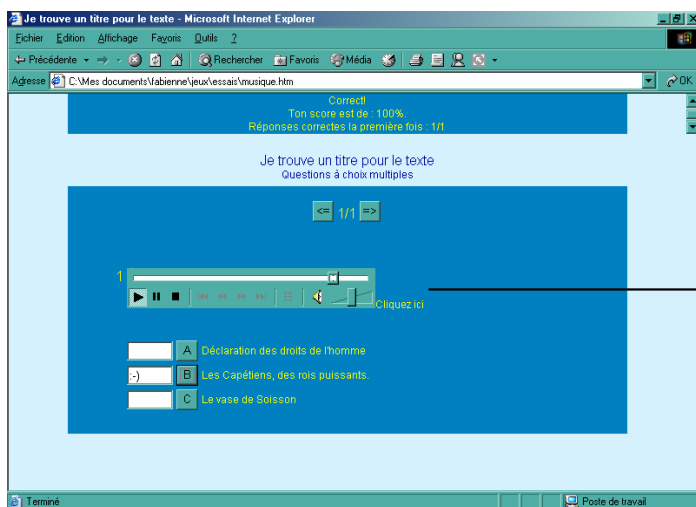 Je trouve un titre pour le texte - Microsoft Internet Explorer
Fichier Edition Affichage Favoris Outils ?
Précédente Rechercher Favoris Média
Adresse C:\Mes documents\fabienne\jeux\essais\musique.htm OK
Correct!
Ton score est de : 100%.
Réponses correctes la première fois : 1/1
Je trouve un titre pour le texte
Questions à choix multiples
<= 1/1 =>
1
Cliquez ici
A Déclaration des droits de l'homme
:-) B Les Capétiens, des rois puissants.
C Le vase de Soisson
Terminé Poste de travail